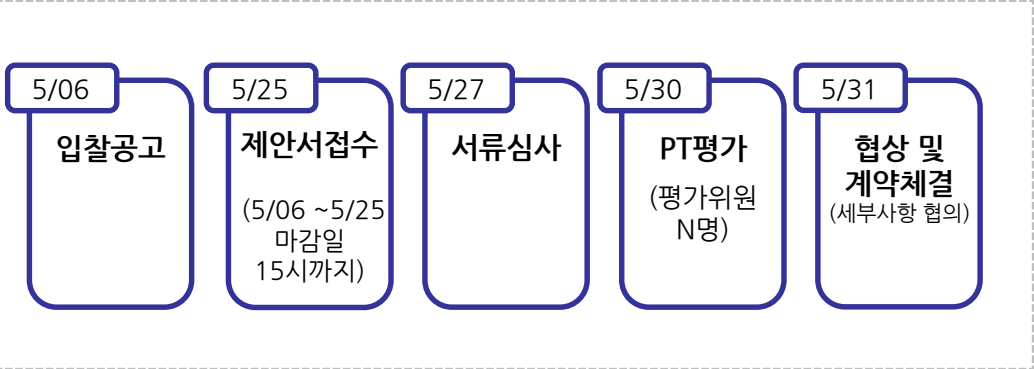 5/06
입찰공고
5/25
제안서접수
(5/06 ~5/25
마감일
15시까지)
5/27
서류심사
5/30
PT평가
(평가위원
N명)
5/31
협상 및
계약체결
(세부사항 협의)